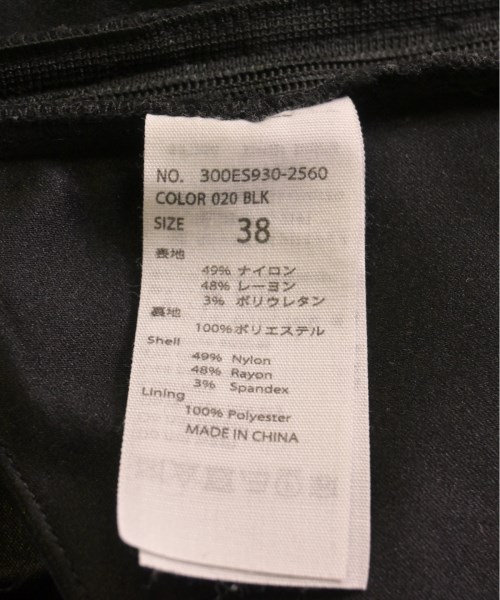 NO. 300ES930-2560
COLOR 020 BLK
SIZE 38
表地
49% ナイロン
48% レーヨン
3% ポリウレタン
裏地
100%ポリエステル
Shell
49% Nylon
48% Rayon
3% Spandex
Lining
100% Polyester
MADE IN CHINA